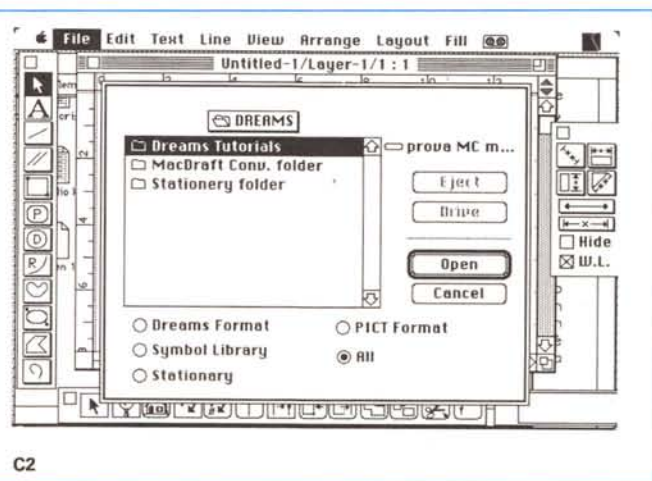 File Edit Text Line View Arrange Layout Fill
Untitled-1/Layer-1/1 : 1
DREAMS
Dreams Tutorials
MacDraft Conv. folder
Stationery folder
prova MC m...
Eject
Drive
Open
Cancel
Dreams Format
Symbol Library
Stationary
PICT Format
All
A
P
D
R
Hide
W.L.
C2